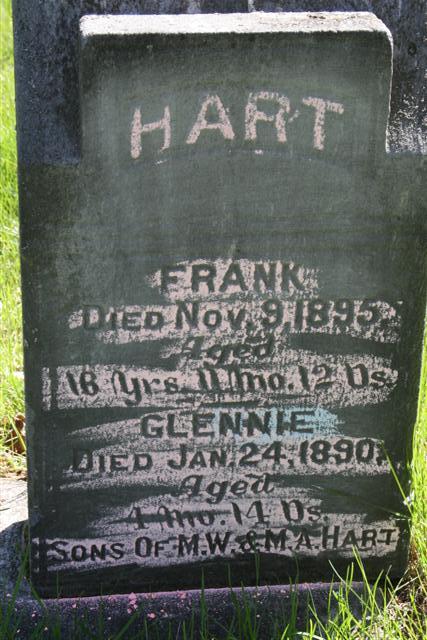 HART
FRANK
DIED NOV. 9, 1895.
Aged
18 Yrs. 11 Mo. 12 Ds.
GLENNIE
DIED JAN. 24, 1890.
Aged
4 Mo. 14 Ds.
SONS OF M.W. & M.A. HART